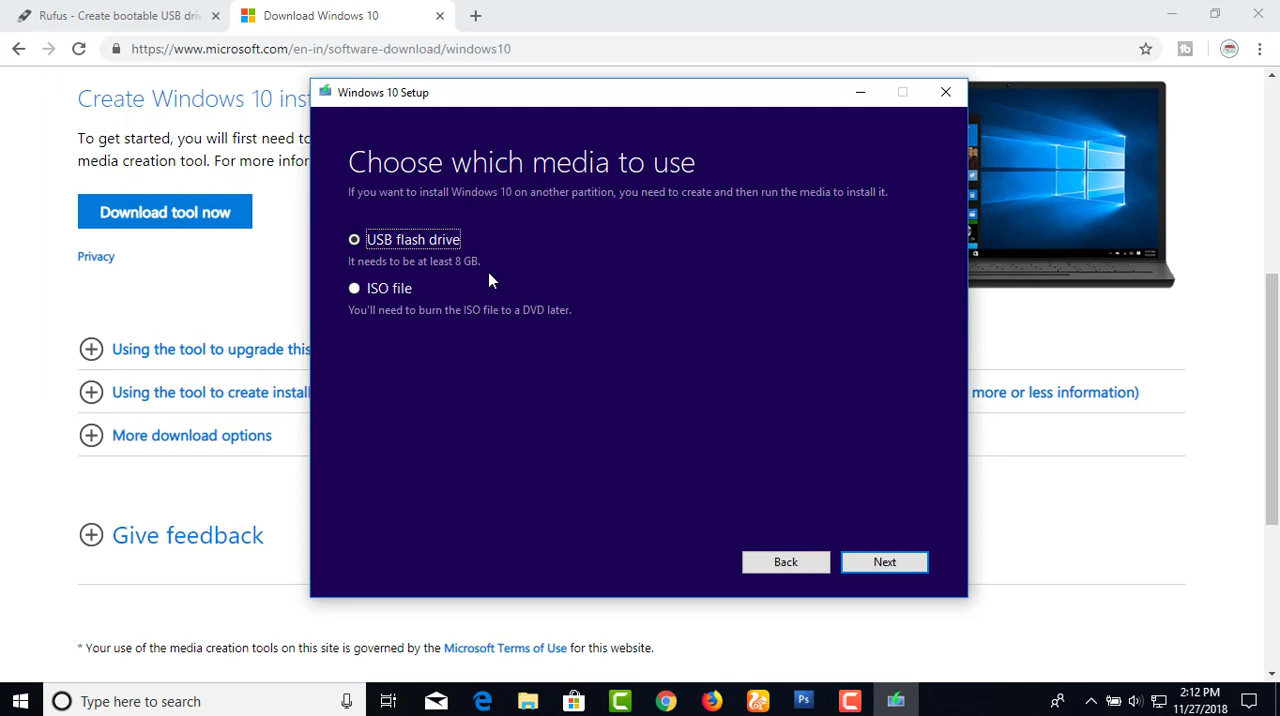 Rufus - Create bootable USB driv
Download Windows 10
https://www.microsoft.com/en-in/software-download/windows10
Create Windows 10 inst
To get started, you will first need to
media creation tool. For more infor
Download tool now
Privacy
Using the tool to upgrade this
Using the tool to create install
more or less information)
More download options
Give feedback
* Your use of the media creation tools on this site is governed by the Microsoft Terms of Use for this website.
Windows 10 Setup
Choose which media to use
If you want to install Windows 10 on another partition, you need to create and then run the media to install it.
USB flash drive
It needs to be at least 8 GB.
ISO file
You'll need to burn the ISO file to a DVD later.
Back
Next
Type here to search
Ps
2:12 PM
11/27/2018